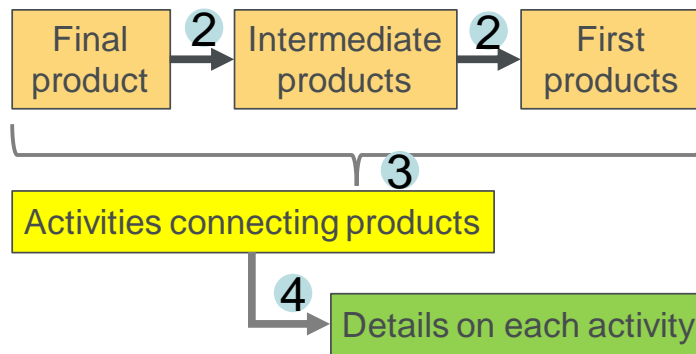 Final
product
2
Intermediate
products
2
First
products
3
Activities connecting products
4
Details on each activity